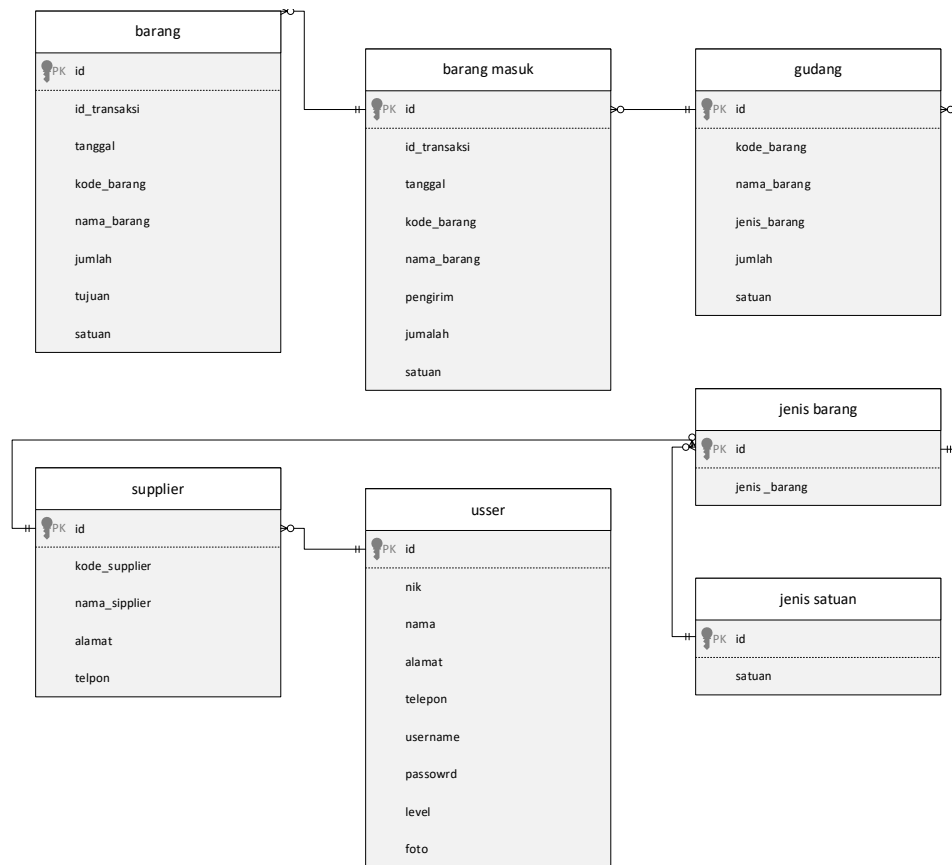 barang
PK id
id_transaksi
tanggal
kode_barang
nama_barang
jumlah
tujuan
satuan
barang masuk
PK id
id_transaksi
tanggal
kode_barang
nama_barang
pengirim
jumalah
satuan
gudang
PK id
kode_barang
nama_barang
jenis_barang
jumlah
satuan
jenis barang
PK id
jenis _barang
supplier
PK id
kode_supplier
nama_sipplier
alamat
telpon
usser
PK id
nik
nama
alamat
telepon
username
passowrd
level
foto
jenis satuan
PK id
satuan